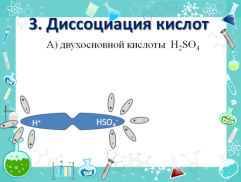 3. Диссоциация кислот
А) двухосновной кислоты H₂SO₄
H⁺ HSO₄⁻